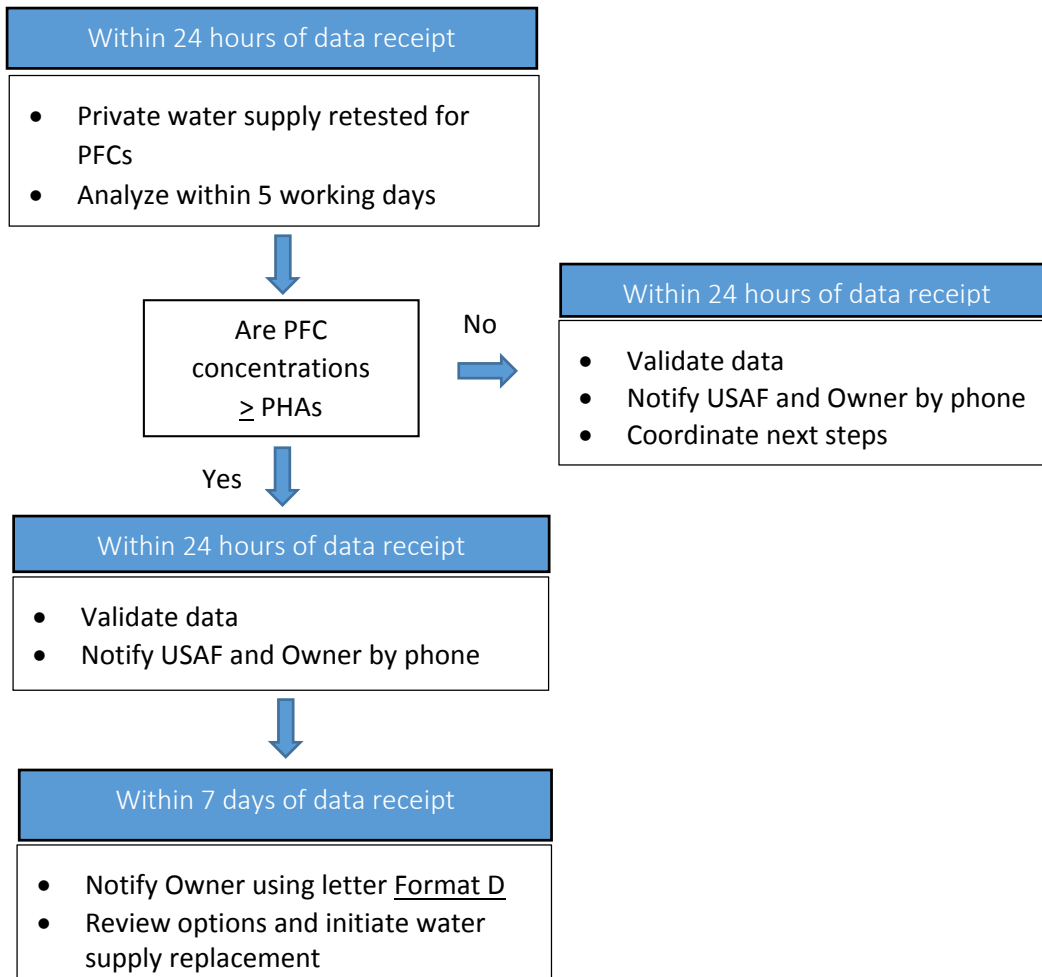 Within 24 hours of data receipt
• Private water supply retested for
PFCs
• Analyze within 5 working days
Are PFC
concentrations
≥ PHAs
No
Within 24 hours of data receipt
• Validate data
• Notify USAF and Owner by phone
• Coordinate next steps
Yes
Within 24 hours of data receipt
• Validate data
• Notify USAF and Owner by phone
Within 7 days of data receipt
• Notify Owner using letter Format D
• Review options and initiate water
supply replacement